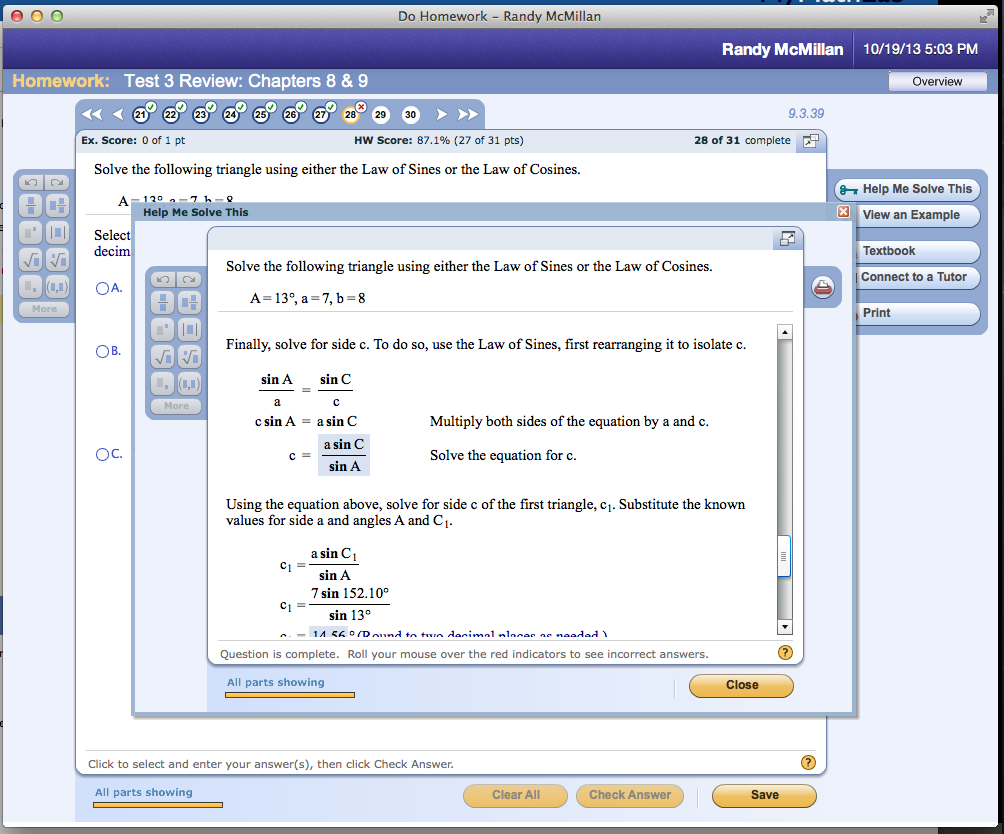 Do Homework – Randy McMillan
Randy McMillan 10/19/13 5:03 PM
Homework: Test 3 Review: Chapters 8 & 9
Overview
21 22 23 24 25 26 27 28 29 30
9.3.39
Ex. Score: 0 of 1 pt HW Score: 87.1% (27 of 31 pts) 28 of 31 complete
Solve the following triangle using either the Law of Sines or the Law of Cosines.
A = 13°, a = 7, b = 8
Select
decim
A.
B.
C.
More
Help Me Solve This
View an Example
Textbook
Connect to a Tutor
Print
Help Me Solve This
More
Solve the following triangle using either the Law of Sines or the Law of Cosines.
A = 13°, a = 7, b = 8
Finally, solve for side c. To do so, use the Law of Sines, first rearranging it to isolate c.
sin A / a = sin C / c
c sin A = a sin C Multiply both sides of the equation by a and c.
c = a sin C / sin A Solve the equation for c.
Using the equation above, solve for side c of the first triangle, c₁. Substitute the known
values for side a and angles A and C₁.
c₁ = a sin C₁ / sin A
c₁ = 7 sin 152.10° / sin 13°
c₁ = 14.56 ° (Round to two decimal places as needed.)
Question is complete. Roll your mouse over the red indicators to see incorrect answers.
?
All parts showing
Close
Click to select and enter your answer(s), then click Check Answer.
?
All parts showing
Clear All
Check Answer
Save